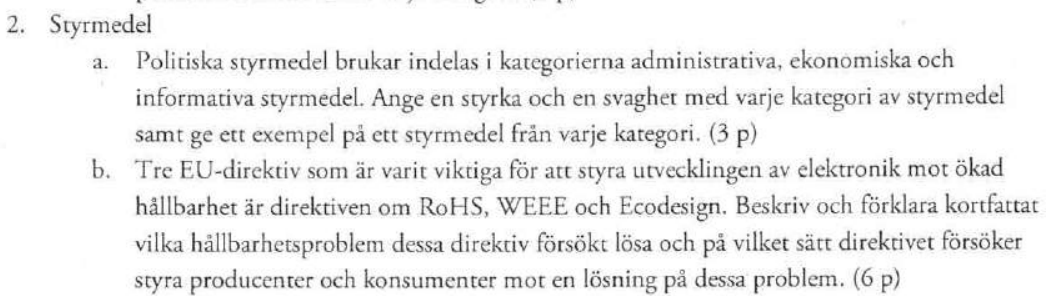 2. Styrmedel
a. Politiska styrmedel brukar indelas i kategorierna administrativa, ekonomiska och
informativa styrmedel. Ange en styrka och en svaghet med varje kategori av styrmedel
samt ge ett exempel på ett styrmedel från varje kategori. (3 p)
b. Tre EU-direktiv som är varit viktiga för att styra utvecklingen av elektronik mot ökad
hållbarhet är direktiven om RoHS, WEEE och Ecodesign. Beskriv och förklara kortfattat
vilka hållbarhetsproblem dessa direktiv försökt lösa och på vilket sätt direktivet försöker
styra producenter och konsumenter mot en lösning på dessa problem. (6 p)